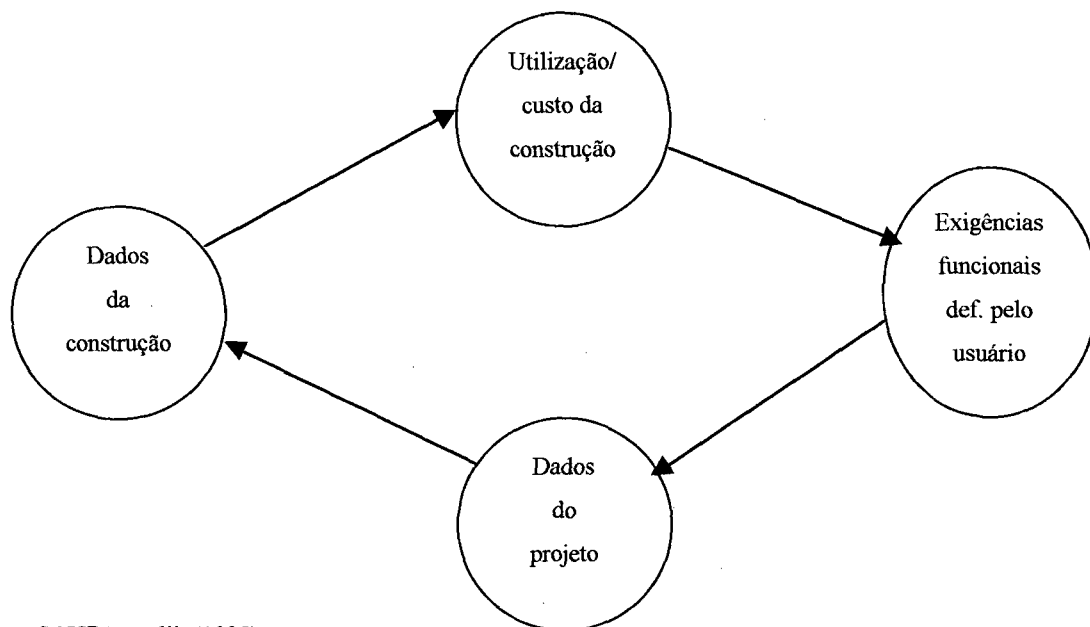 Utilização/
custo da
construção
Exigências
funcionais
def. pelo
usuário
Dados
da
construção
Dados
do
projeto